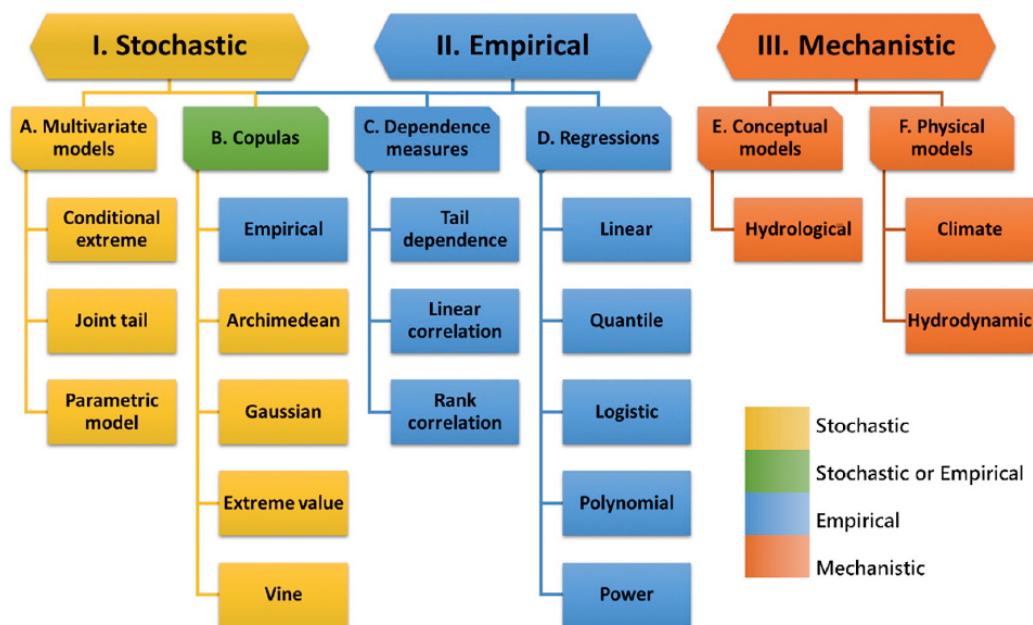 I. Stochastic
II. Empirical
III. Mechanistic
A. Multivariate
models
B. Copulas
C. Dependence
measures
D. Regressions
E. Conceptual
models
F. Physical
models
Conditional
extreme
Joint tail
Parametric
model
Empirical
Archimedean
Gaussian
Extreme value
Vine
Tail
dependence
Linear
correlation
Rank
correlation
Linear
Quantile
Logistic
Polynomial
Power
Hydrological
Climate
Hydrodynamic
Stochastic
Stochastic or Empirical
Empirical
Mechanistic